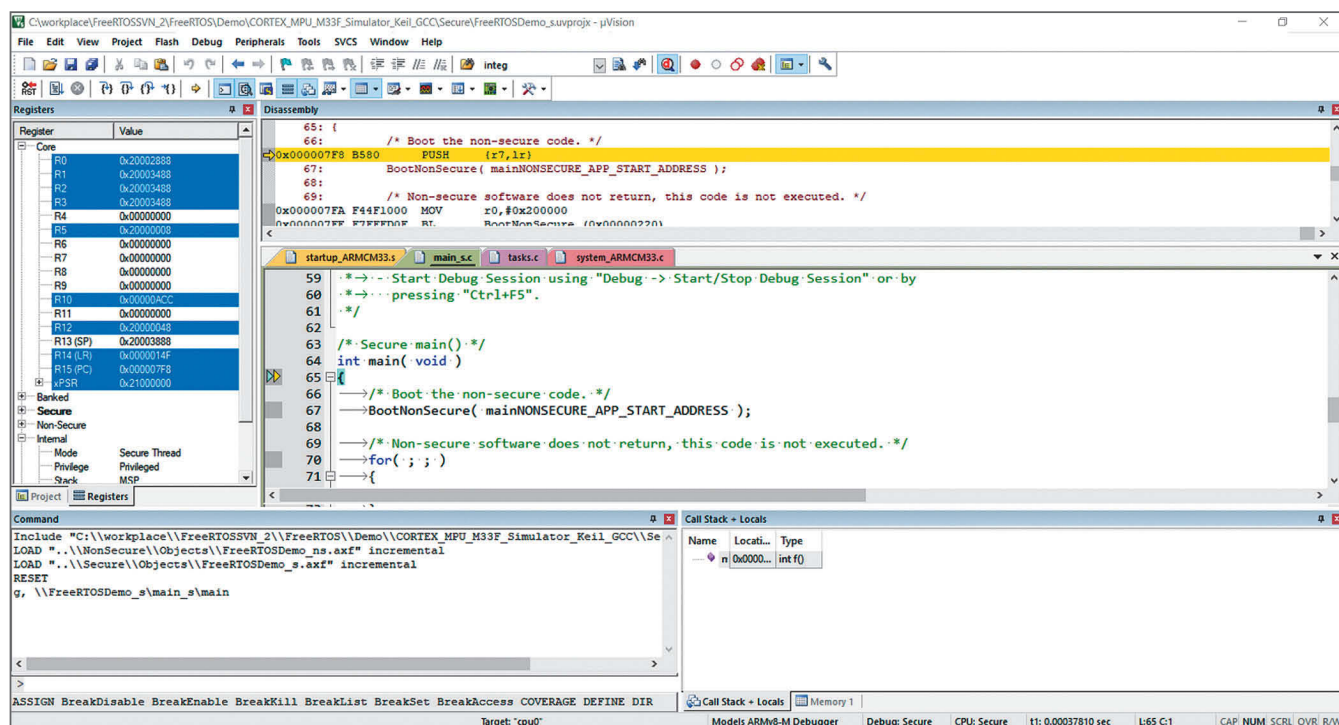 C:\workplace\FreeRTOSSVN_2\FreeRTOS\Demo\CORTEX_MPU_M33F_Simulator_Keil_GCC\Secure\FreeRTOSDemo_s.uvprojx - µVision
File Edit View Project Flash Debug Peripherals Tools SVCS Window Help
integ
RST
Registers
Register Value
Core
R0 0x20002888
R1 0x20003488
R2 0x20003488
R3 0x20003488
R4 0x00000000
R5 0x20000008
R6 0x00000000
R7 0x00000000
R8 0x00000000
R9 0x00000000
R10 0x00000ACC
R11 0x00000000
R12 0x20000048
R13 (SP) 0x20003888
R14 (LR) 0x0000014F
R15 (PC) 0x000007F8
xPSR 0x21000000
Banked
Secure
Non-Secure
Internal
Mode Secure Thread
Privilege Privileged
Stack MSP
Project Registers
Disassembly
65: {
66: /* Boot the non-secure code. */
0x000007F8 B580 PUSH {r7,lr}
67: BootNonSecure( mainNONSECURE_APP_START_ADDRESS );
68:
69: /* Non-secure software does not return, this code is not executed. */
0x000007FA F44F1000 MOV r0,#0x200000
0x000007FE F7FFFD0F BL BootNonSecure (0x00000220)
startup_ARMCM33.s main_s.c tasks.c system_ARMCM33.c
59 * - Start Debug Session using "Debug -> Start/Stop Debug Session" or by
60 * pressing "Ctrl+F5".
61 */
62
63 /* Secure main() */
64 int main( void )
65 {
66 /* Boot the non-secure code. */
67 BootNonSecure( mainNONSECURE_APP_START_ADDRESS );
68
69 /* Non-secure software does not return, this code is not executed. */
70 for( ; ; )
71 {
Command
Include "C:\\workplace\\FreeRTOSSVN_2\\FreeRTOS\\Demo\\CORTEX_MPU_M33F_Simulator_Keil_GCC\\Se
LOAD "..\\NonSecure\\Objects\\FreeRTOSDemo_ns.axf" incremental
LOAD "..\\Secure\\Objects\\FreeRTOSDemo_s.axf" incremental
RESET
g, \\FreeRTOSDemo_s\main_s\main
>
ASSIGN BreakDisable BreakEnable BreakKill BreakList BreakSet BreakAccess COVERAGE DEFINE DIR
Call Stack + Locals
Name Locati... Type
n 0x0000... int f()
Call Stack + Locals Memory 1
Target: "cpu0" Models ARMv8-M Debugger Debug: Secure CPU: Secure t1: 0.00037810 sec L:65 C:1 CAP NUM SCRL OVR R/W